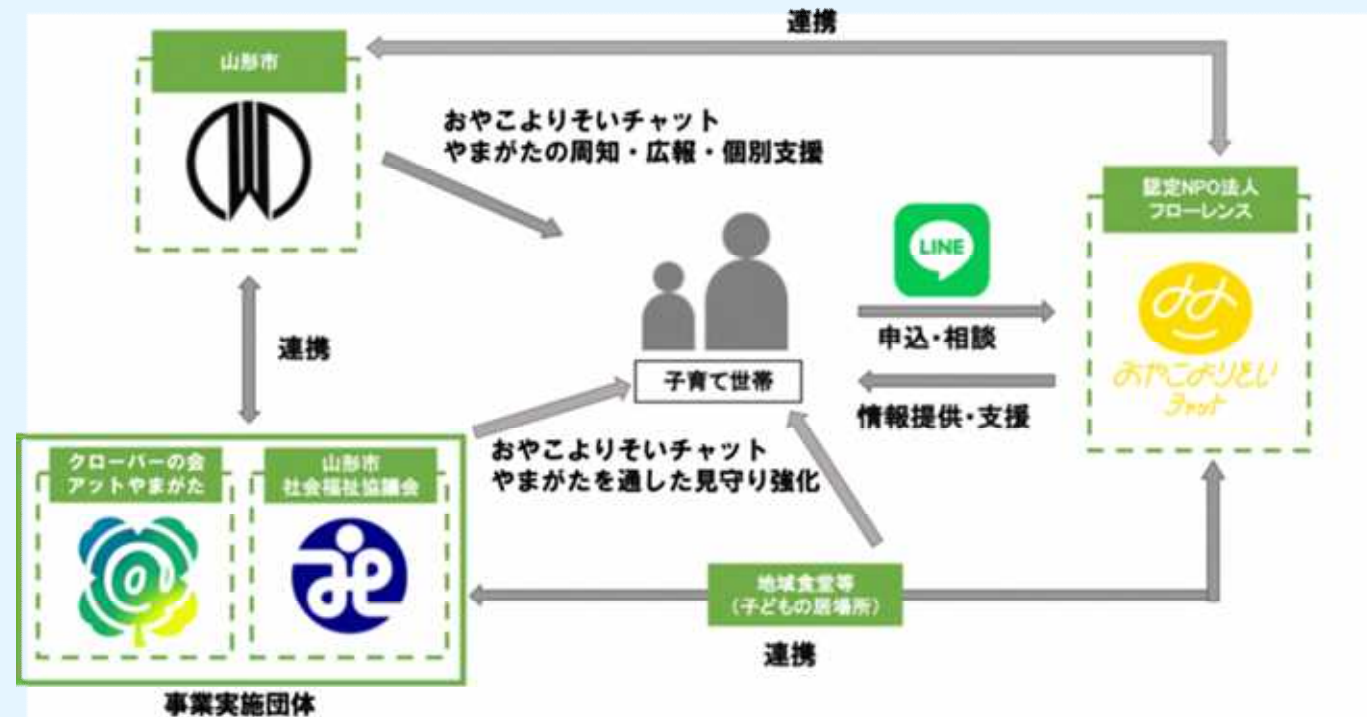 連携
山形市
おやこよりそいチャット
やまがたの周知・広報・個別支援
認定NPO法人
フローレンス
LINE
申込・相談
おやこよりそい
チャット
連携
子育て世帯
情報提供・支援
クローバーの会
アットやまがた
山形市
社会福祉協議会
おやこよりそいチャット
やまがたを通した見守り強化
地域食堂等
(子どもの居場所)
連携
事業実施団体